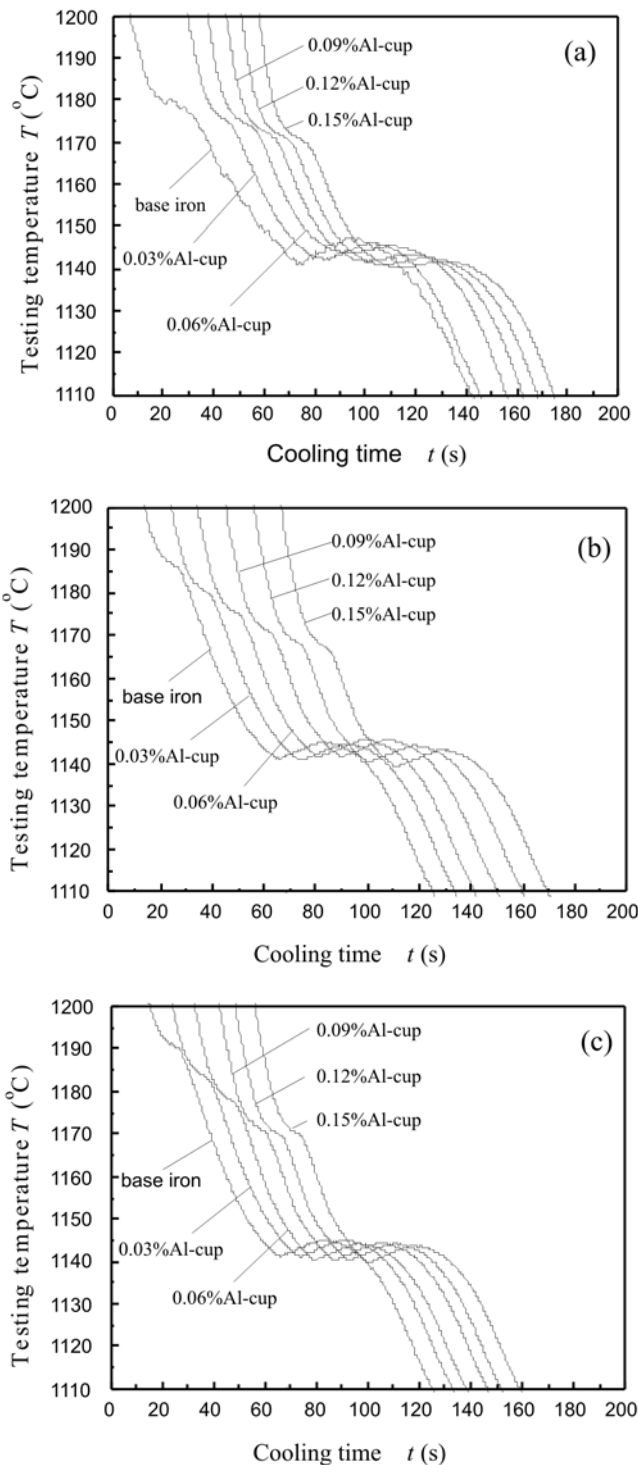 1200
1190
1180
1170
1160
1150
1140
1130
1120
1110
Testing temperature T (°C)
(a)
0.09%Al-cup
0.12%Al-cup
0.15%Al-cup
base iron
0.03%Al-cup
0.06%Al-cup
0 20 40 60 80 100 120 140 160 180 200
Cooling time t (s)
1200
1190
1180
1170
1160
1150
1140
1130
1120
1110
Testing temperature T (°C)
(b)
0.09%Al-cup
0.12%Al-cup
0.15%Al-cup
base iron
0.03%Al-cup
0.06%Al-cup
0 20 40 60 80 100 120 140 160 180 200
Cooling time t (s)
1200
1190
1180
1170
1160
1150
1140
1130
1120
1110
Testing temperature T (°C)
(c)
0.09%Al-cup
0.12%Al-cup
0.15%Al-cup
base iron
0.03%Al-cup
0.06%Al-cup
0 20 40 60 80 100 120 140 160 180 200
Cooling time t (s)